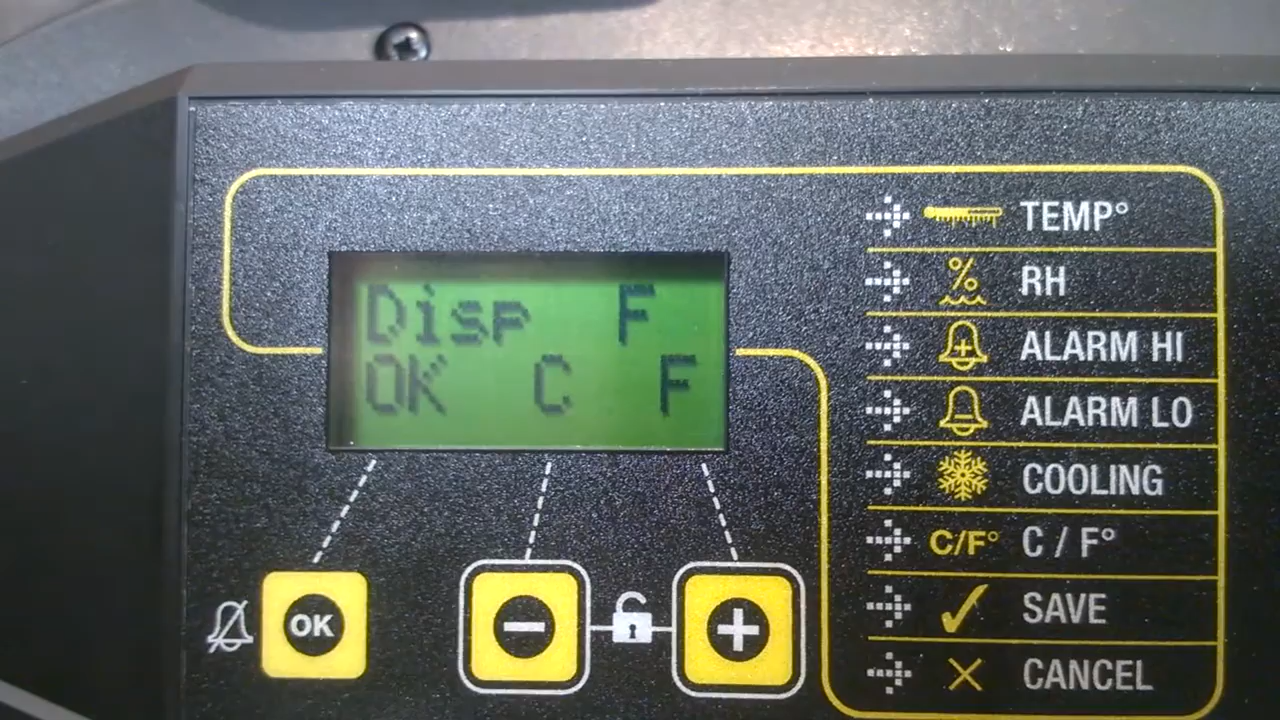 Disp F
OK C F
OK
−
+
TEMP°
% RH
ALARM HI
ALARM LO
COOLING
C/F° C / F°
SAVE
CANCEL